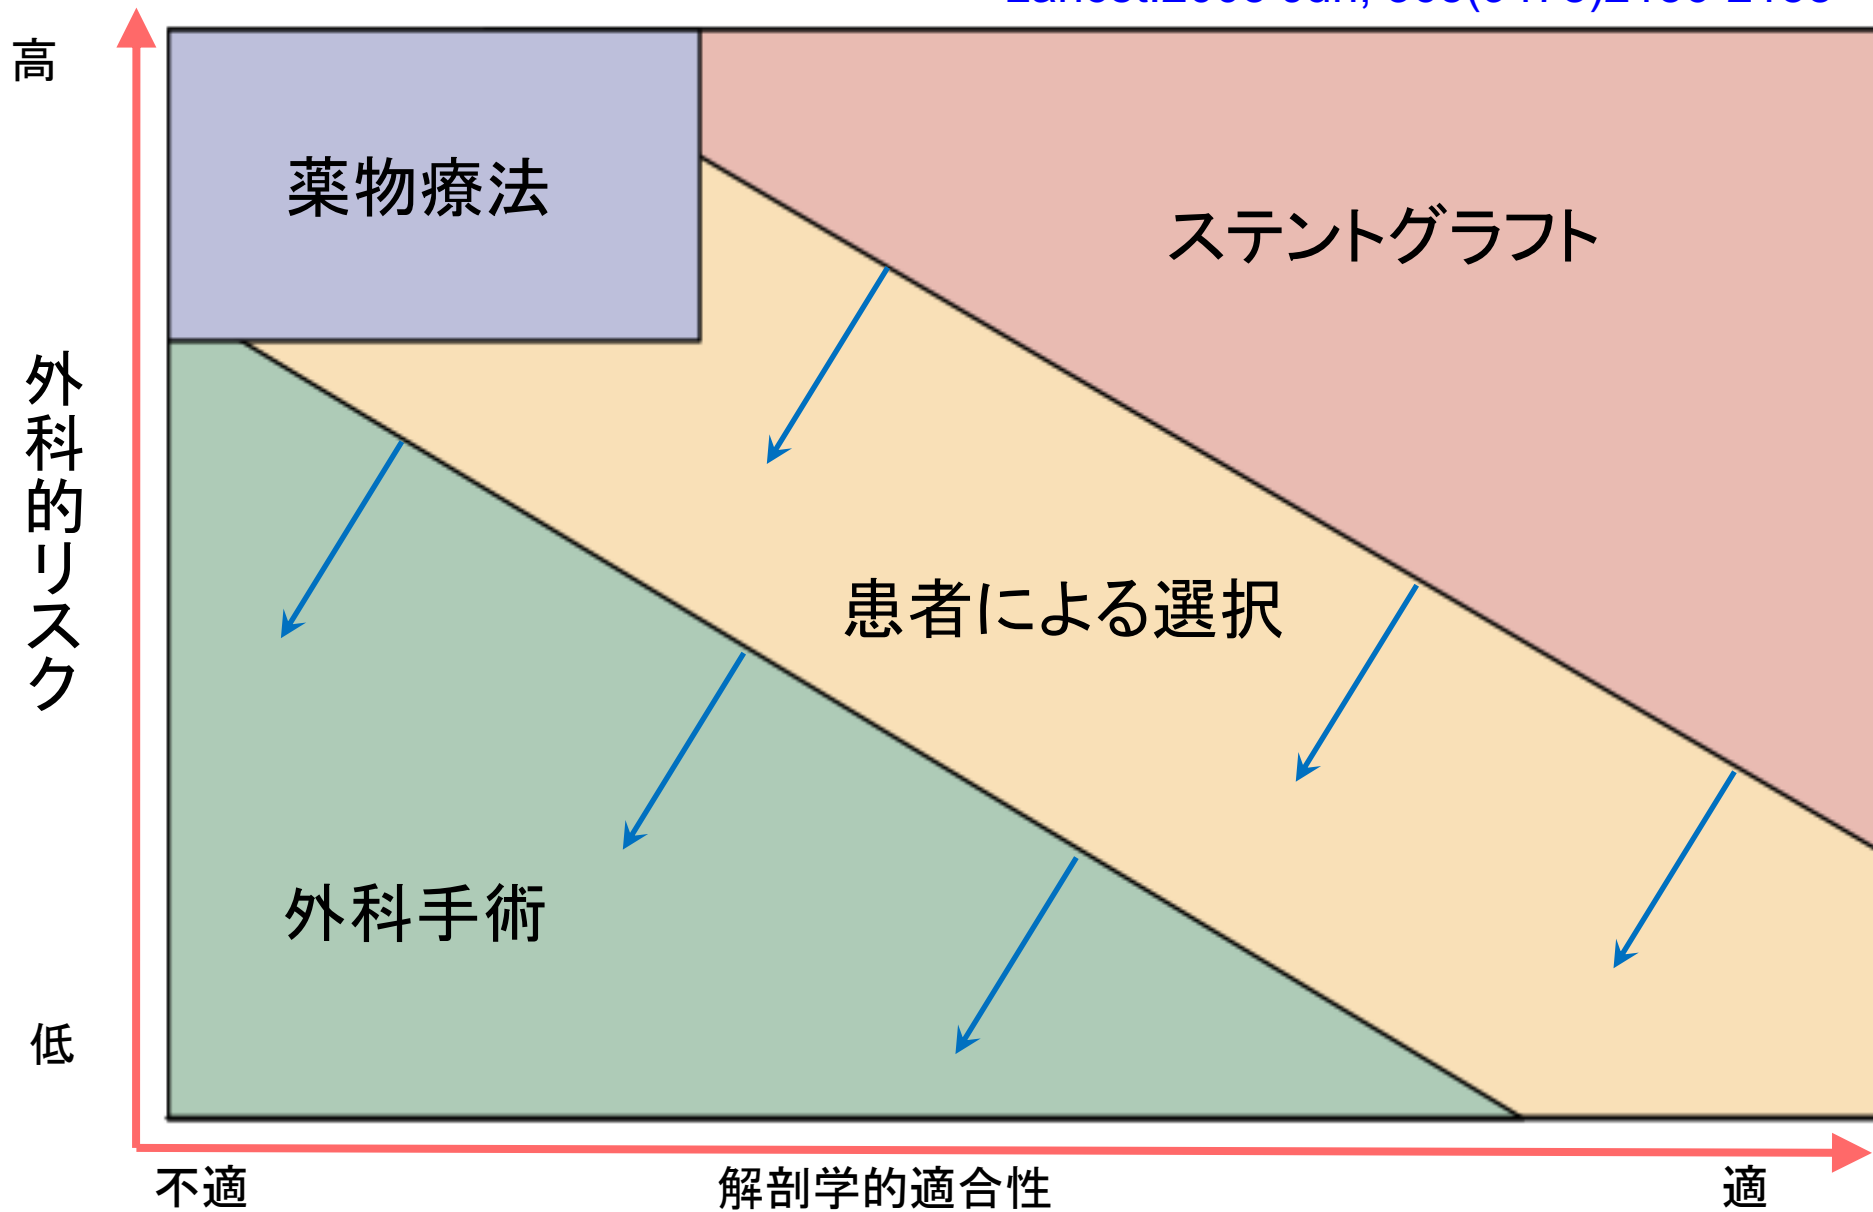 高
薬物療法
ステントグラフト
外科的リスク
患者による選択
外科手術
低
不適
解剖学的適合性
適